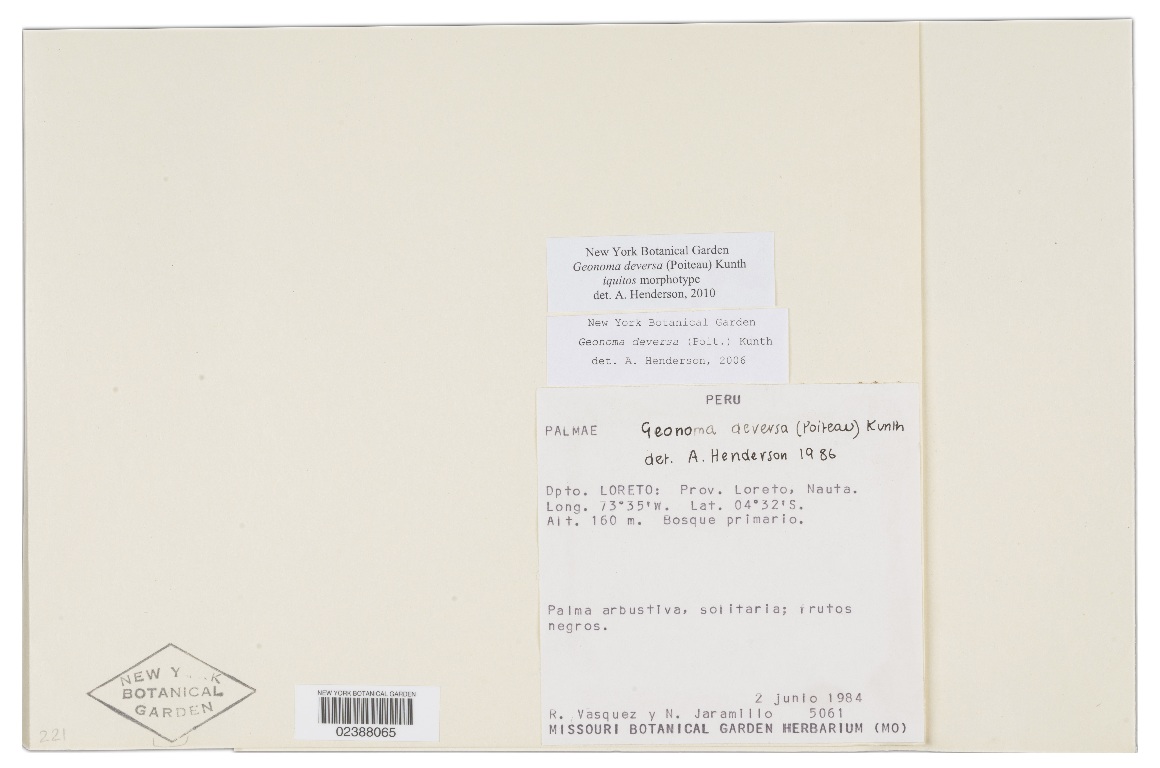 New York Botanical Garden
Geonoma deversa (Poiteau) Kunth
iquitos morphotype
det. A. Henderson, 2010
New York Botanical Garden
Geonoma deversa (Poit.) Kunth
det. A. Henderson, 2006
PERU
PALMAE Geonoma deversa (Poiteau) Kunth
det. A. Henderson 1986
Dpto. LORETO: Prov. Loreto, Nauta.
Long. 73°35'W. Lat. 04°32'S.
Alt. 160 m. Bosque primario.
Palma arbustiva, solitaria; frutos
negros.
2 junio 1984
R. Vasquez y N. Jaramillo 5061
MISSOURI BOTANICAL GARDEN HERBARIUM (MO)
NEW
BOTANICAL
GARDEN
NEW YORK BOTANICAL GARDEN
02388065
221